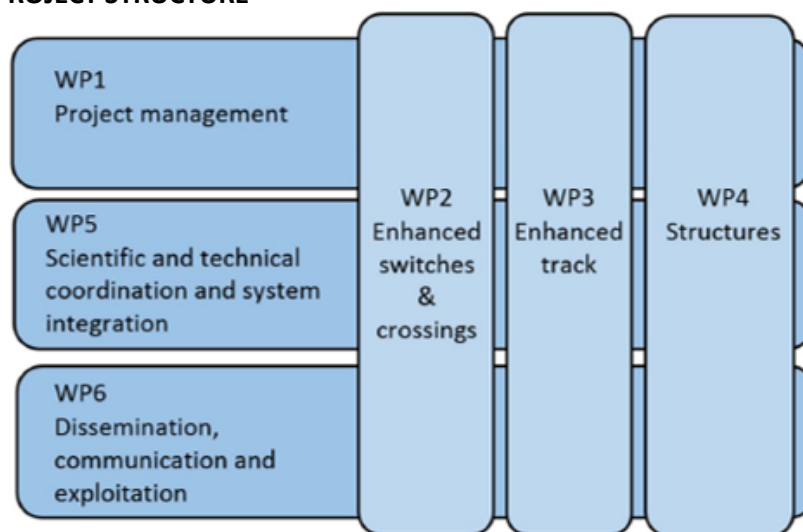 ROJECT STRUCTURE
WP1
Project management
WP5
Scientific and technical
coordination and system
integration
WP6
Dissemination,
communication and
exploitation
WP2
Enhanced
switches
&
crossings
WP3
Enhanced
track
WP4
Structures